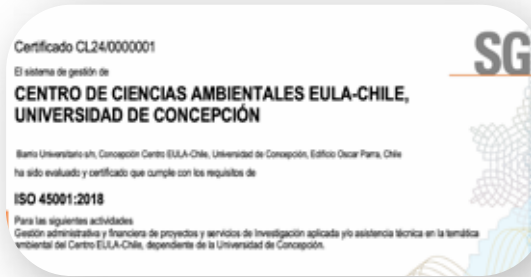 Certificado CL24/0000001
SG
El sistema de gestión de
CENTRO DE CIENCIAS AMBIENTALES EULA-CHILE,
UNIVERSIDAD DE CONCEPCIÓN
Barrio Universitario s/n, Concepción Centro EULA-Chile, Universidad de Concepción, Edificio Oscar Parra, Chile
ha sido evaluado y certificado que cumple con los requisitos de
ISO 45001:2018
Para las siguientes actividades
Gestión administrativa y financiera de proyectos y servicios de Investigación aplicada y/o asistencia técnica en la temática
ambiental del Centro EULA-Chile, dependiente de la Universidad de Concepción.